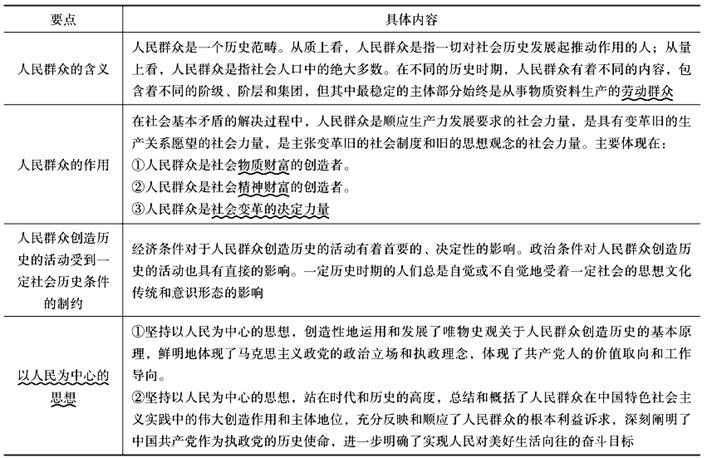 要点
具体内容
人民群众的含义
人民群众是一个历史范畴。从质上看，人民群众是指一切对社会历史发展起推动作用的人；从量
上看，人民群众是指社会人口中的绝大多数。在不同的历史时期，人民群众有着不同的内容，包
含着不同的阶级、阶层和集团，但其中最稳定的主体部分始终是从事物质资料生产的劳动群众
人民群众的作用
在社会基本矛盾的解决过程中，人民群众是顺应生产力发展要求的社会力量，是具有变革旧的生
产关系愿望的社会力量，是主张变革旧的社会制度和旧的思想观念的社会力量。主要体现在：
①人民群众是社会物质财富的创造者。
②人民群众是社会精神财富的创造者。
③人民群众是社会变革的决定力量
人民群众创造历
史的活动受到一
定社会历史条件
的制约
经济条件对于人民群众创造历史的活动有着首要的、决定性的影响。政治条件对人民群众创造历
史的活动也具有直接的影响。一定历史时期的人们总是自觉或不自觉地受着一定社会的思想文化
传统和意识形态的影响
以人民为中心的
思想
①坚持以人民为中心的思想，创造性地运用和发展了唯物史观关于人民群众创造历史的基本原
理，鲜明地体现了马克思主义政党的政治立场和执政理念，体现了共产党人的价值取向和工作
导向。
②坚持以人民为中心的思想，站在时代和历史的高度，总结和概括了人民群众在中国特色社会主
义实践中的伟大创造作用和主体地位，充分反映和顺应了人民群众的根本利益诉求，深刻阐明了
中国共产党作为执政党的历史使命，进一步明确了实现人民对美好生活向往的奋斗目标